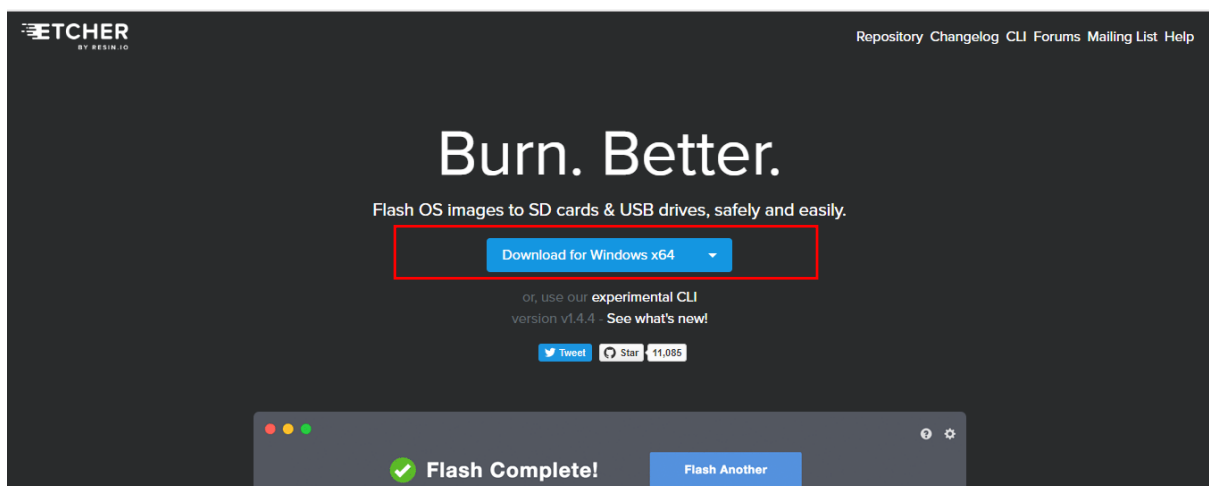 ETCHER
BY RESIN.IO
Repository Changelog CLI Forums Mailing List Help
Burn. Better.
Flash OS images to SD cards & USB drives, safely and easily.
Download for Windows x64
or, use our experimental CLI
version v1.4.4 - See what's new!
Tweet Star 11,085
Flash Complete! Flash Another